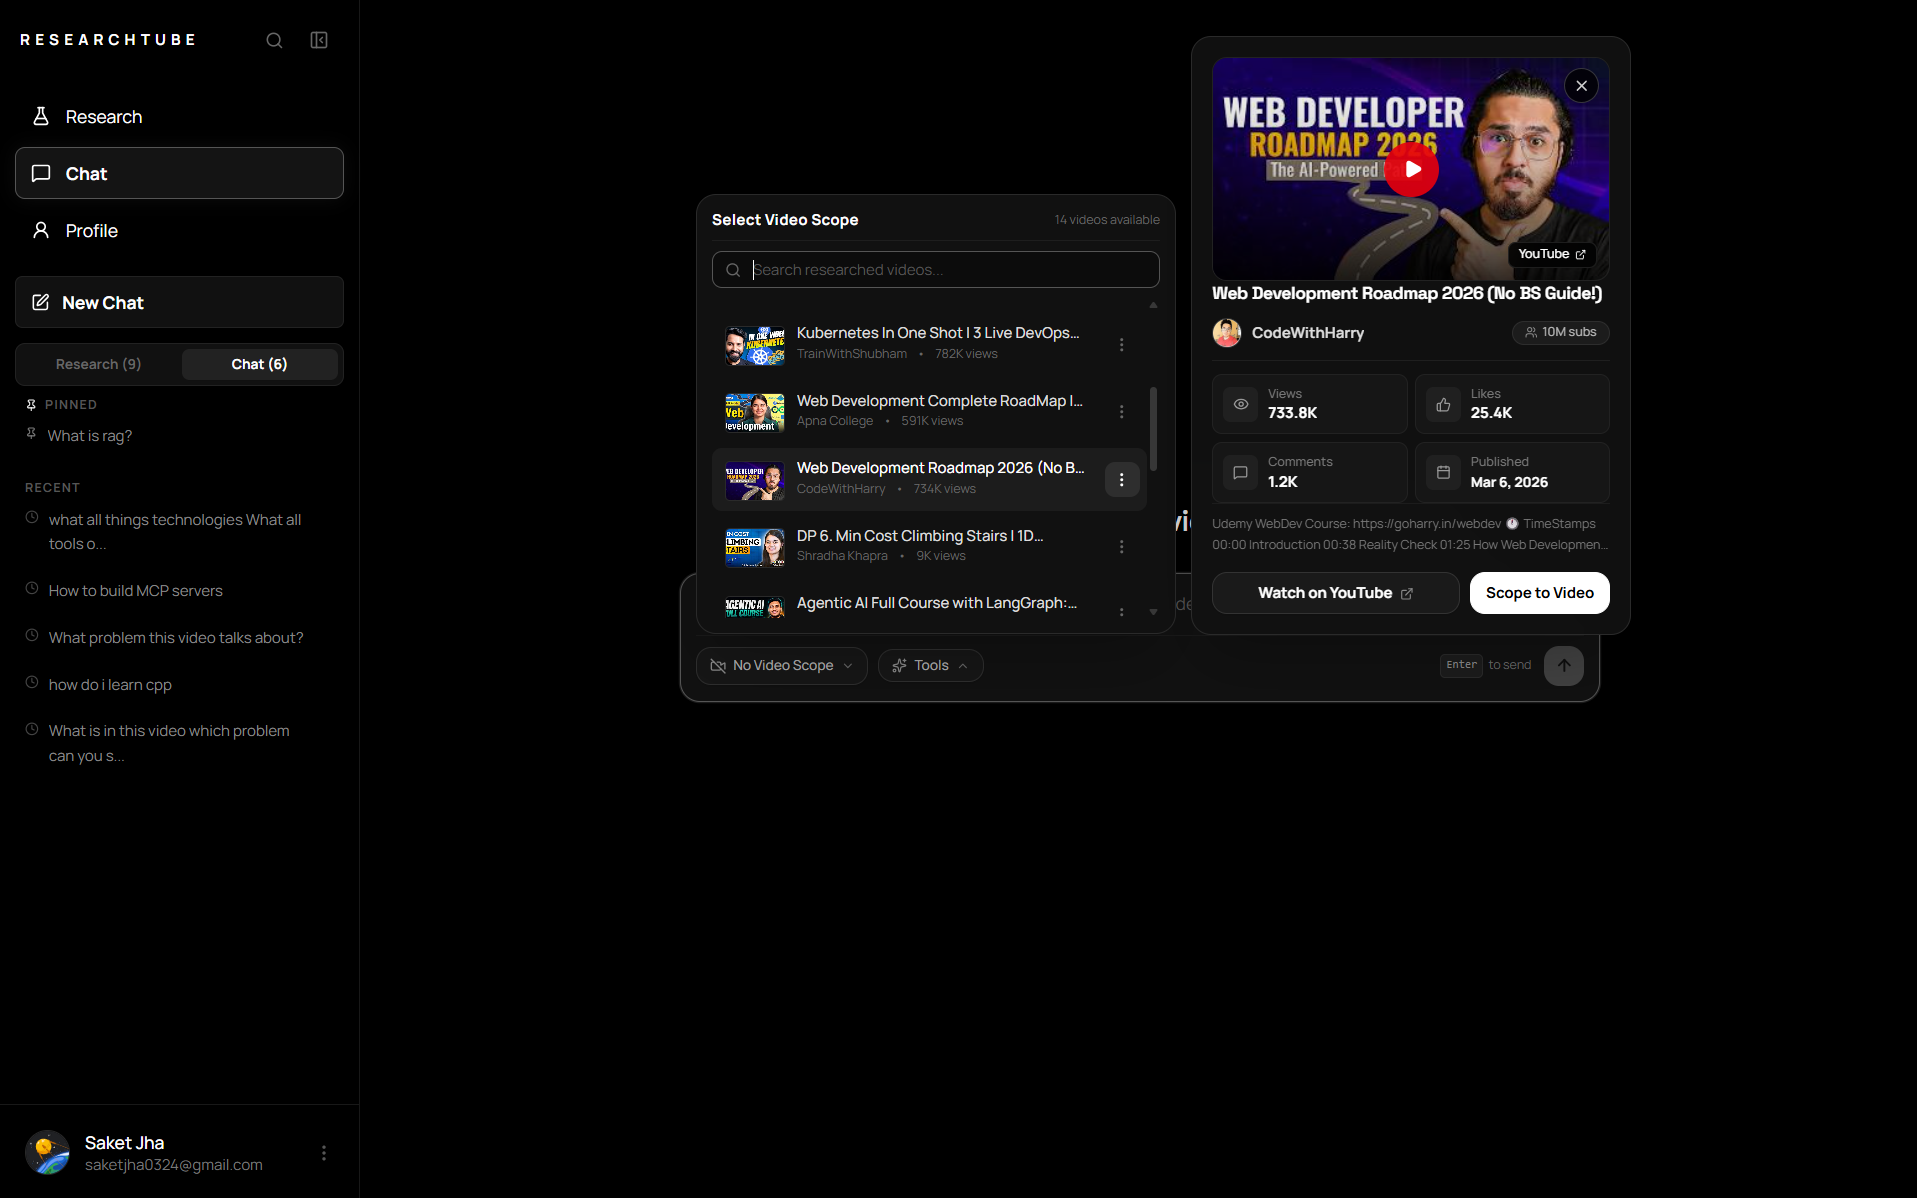 RESEARCHTUBE
Research
Chat
Profile
New Chat
Research (9)
Chat (6)
PINNED
What is rag?
RECENT
what all things technologies What all
tools o...
How to build MCP servers
What problem this video talks about?
how do i learn cpp
What is in this video which problem
can you s...
Saket Jha
saketjha0324@gmail.com
Select Video Scope
14 videos available
Search researched videos...
Kubernetes In One Shot | 3 Live DevOps...
TrainWithShubham • 782K views
Web Development Complete RoadMap |...
Apna College • 591K views
Web Development Roadmap 2026 (No B...
CodeWithHarry • 734K views
DP 6. Min Cost Climbing Stairs | 1D...
Shradha Khapra • 9K views
Agentic AI Full Course with LangGraph:...
No Video Scope
Tools
Enter to send
WEB DEVELOPER
ROADMAP 2026
The AI-Powered
YouTube
Web Development Roadmap 2026 (No BS Guide!)
CodeWithHarry
10M subs
Views
733.8K
Likes
25.4K
Comments
1.2K
Published
Mar 6, 2026
Udemy WebDev Course: https://goharry.in/webdev 🕐 TimeStamps
00:00 Introduction 00:38 Reality Check 01:25 How Web Developmen...
Watch on YouTube
Scope to Video